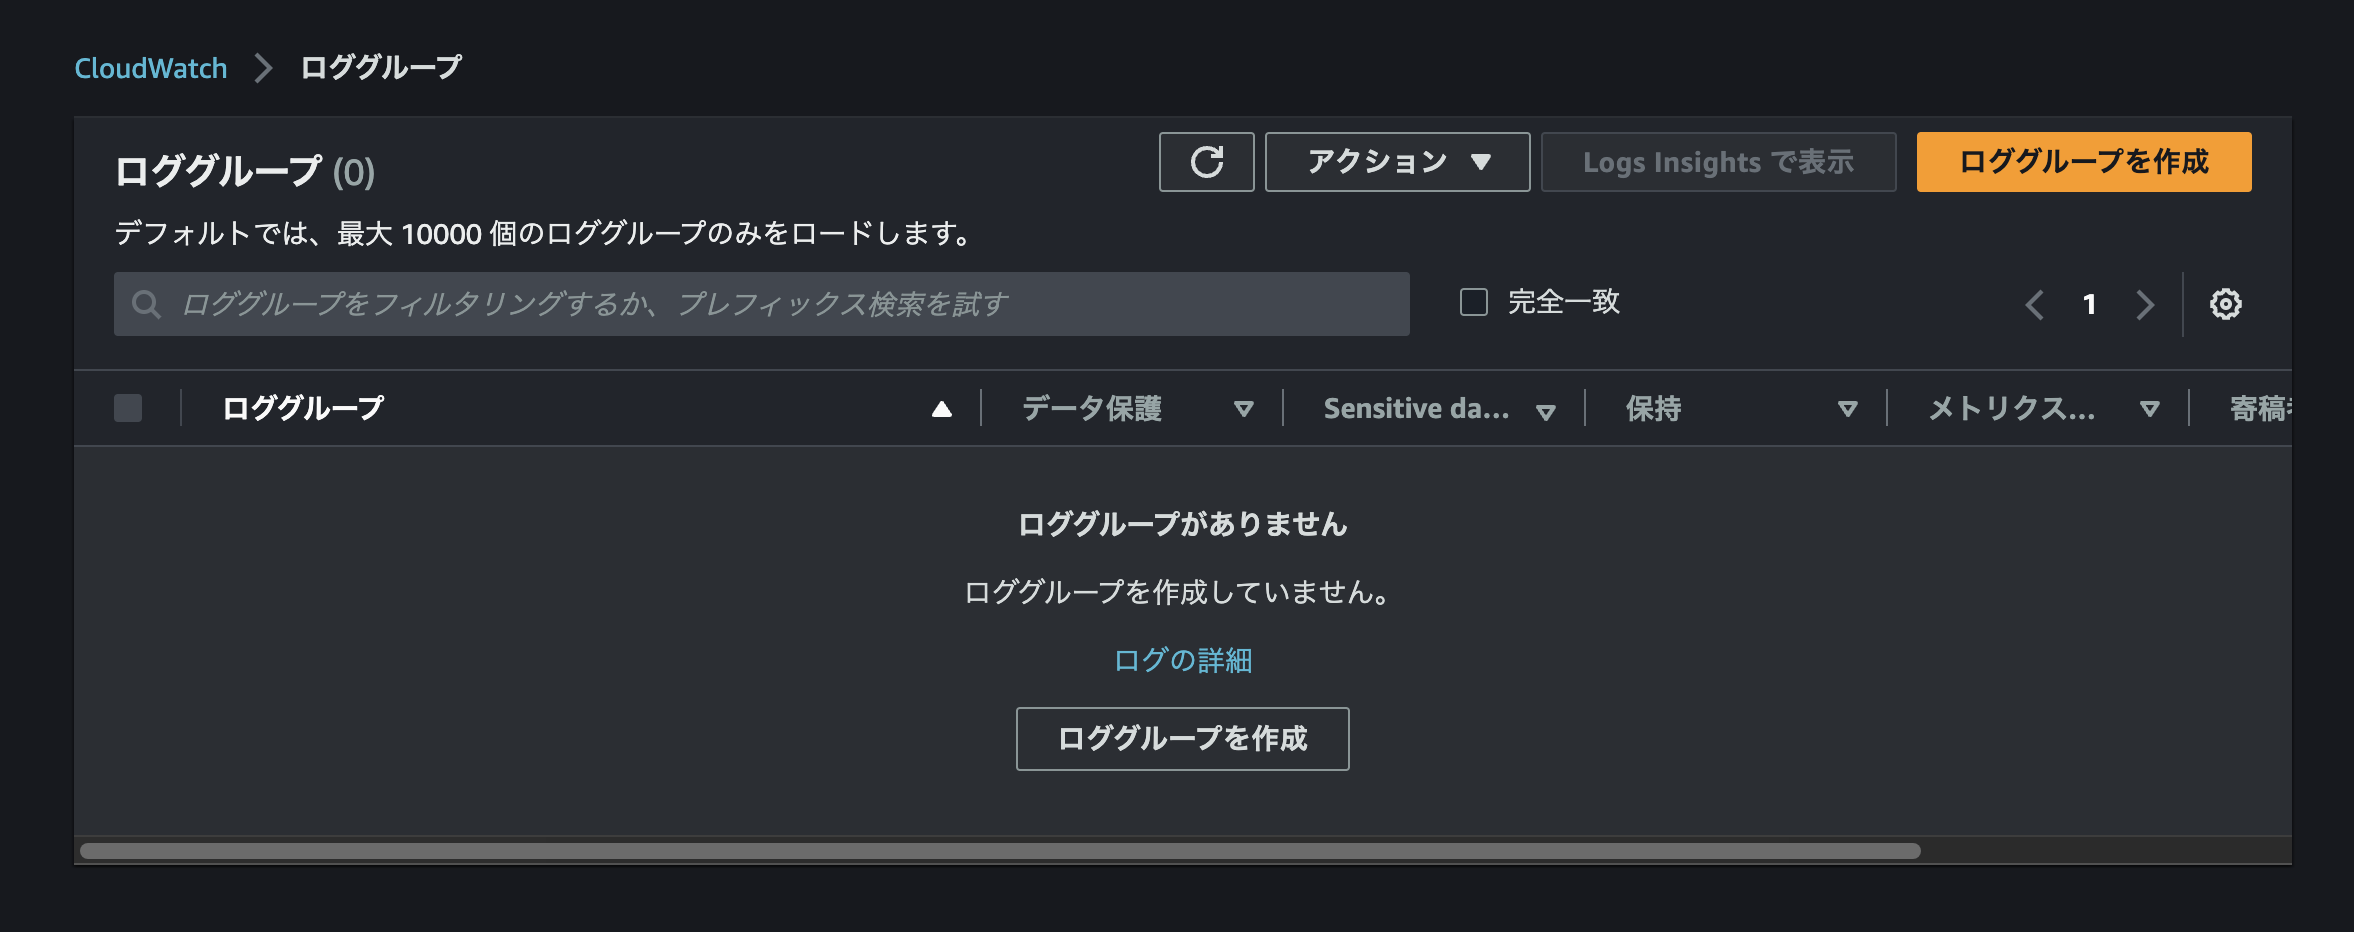 CloudWatch > ロググループ
ロググループ (0)
アクション ▼
Logs Insights で表示
ロググループを作成
デフォルトでは、最大 10000 個のロググループのみをロードします。
ロググループをフィルタリングするか、プレフィックス検索を試す
完全一致
1
ロググループ
データ保護
Sensitive da...
保持
メトリクス...
寄稿
ロググループがありません
ロググループを作成していません。
ログの詳細
ロググループを作成